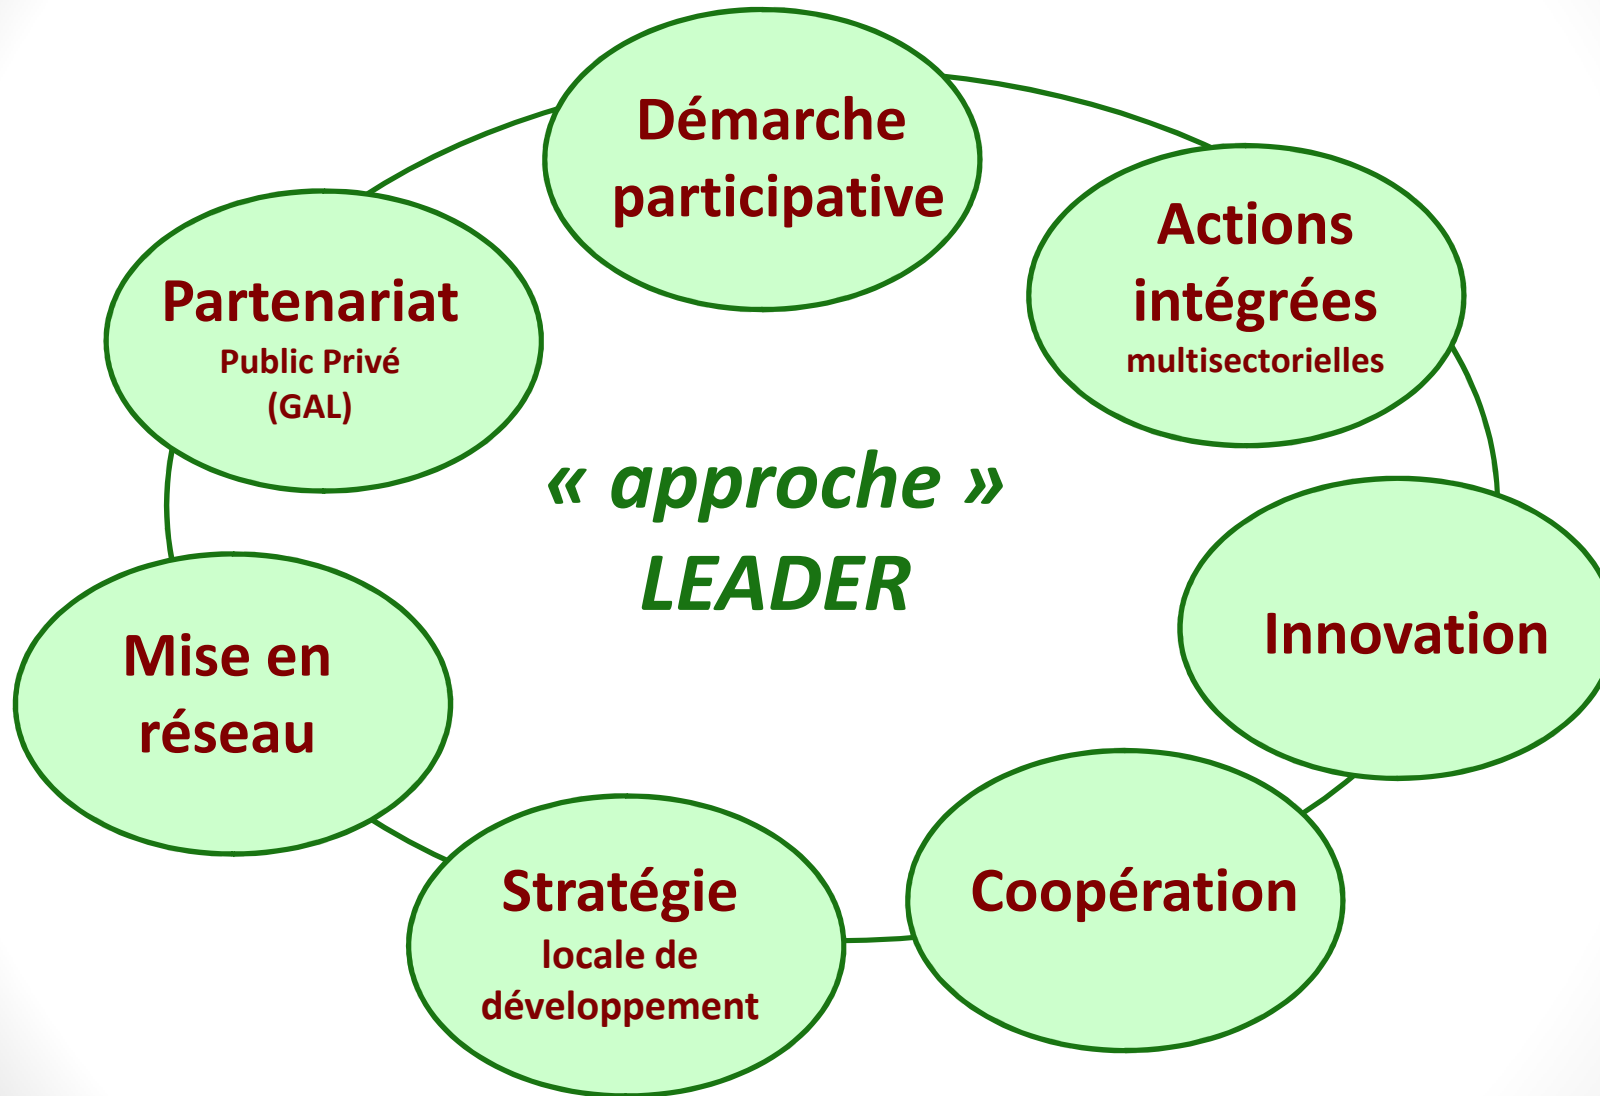 Démarche
participative
Actions
intégrées
multisectorielles
Partenariat
Public Privé
(GAL)
« approche »
LEADER
Innovation
Mise en
réseau
Stratégie
locale de
développement
Coopération